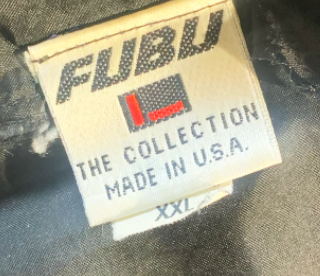 FUBU
THE COLLECTION
MADE IN U.S.A.
XXL